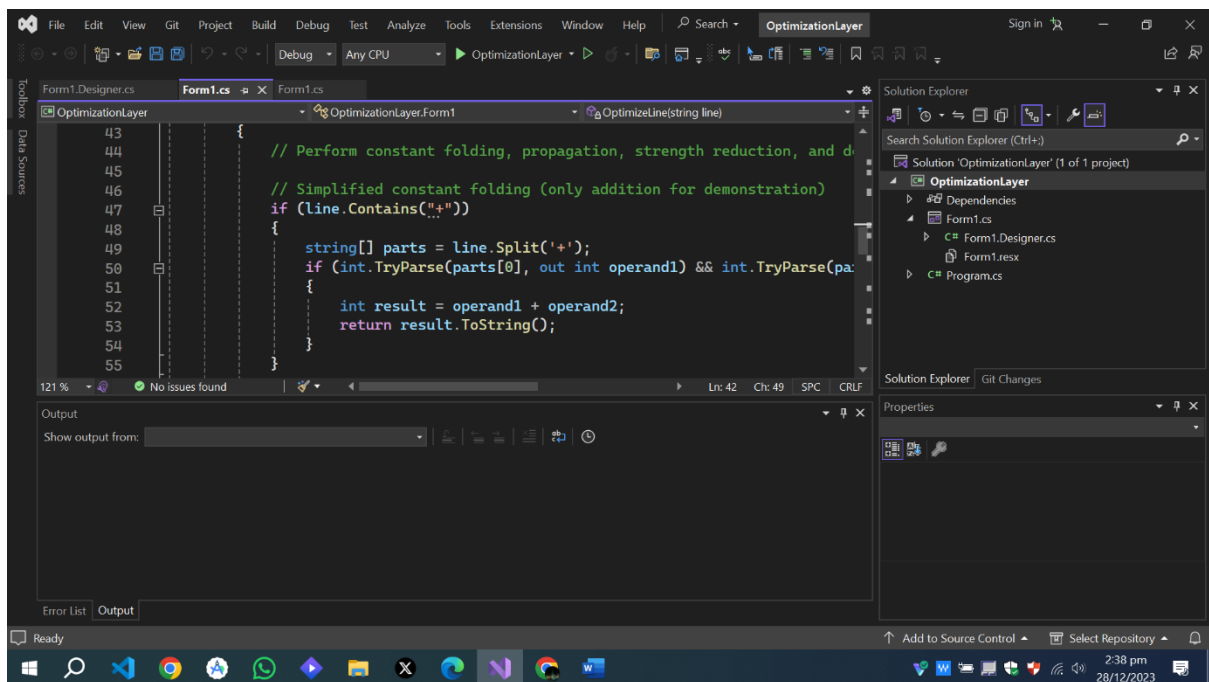 File Edit View Git Project Build Debug Test Analyze Tools Extensions Window Help Search OptimizationLayer Sign in
Debug Any CPU OptimizationLayer
Toolbox
Data Sources
Form1.Designer.cs Form1.cs Form1.cs
OptimizationLayer OptimizationLayer.Form1 OptimizeLine(string line)
43 {
44 // Perform constant folding, propagation, strength reduction, and d
45
46 // Simplified constant folding (only addition for demonstration)
47 if (line.Contains("+"))
48 {
49 string[] parts = line.Split('+');
50 if (int.TryParse(parts[0], out int operand1) && int.TryParse(pa
51 {
52 int result = operand1 + operand2;
53 return result.ToString();
54 }
55 }
121 % No issues found Ln: 42 Ch: 49 SPC CRLF
Output
Show output from:
Error List Output
Solution Explorer
Search Solution Explorer (Ctrl+;)
Solution 'OptimizationLayer' (1 of 1 project)
OptimizationLayer
Dependencies
Form1.cs
C# Form1.Designer.cs
Form1.resx
C# Program.cs
Solution Explorer Git Changes
Properties
Ready Add to Source Control Select Repository
2:38 pm
28/12/2023